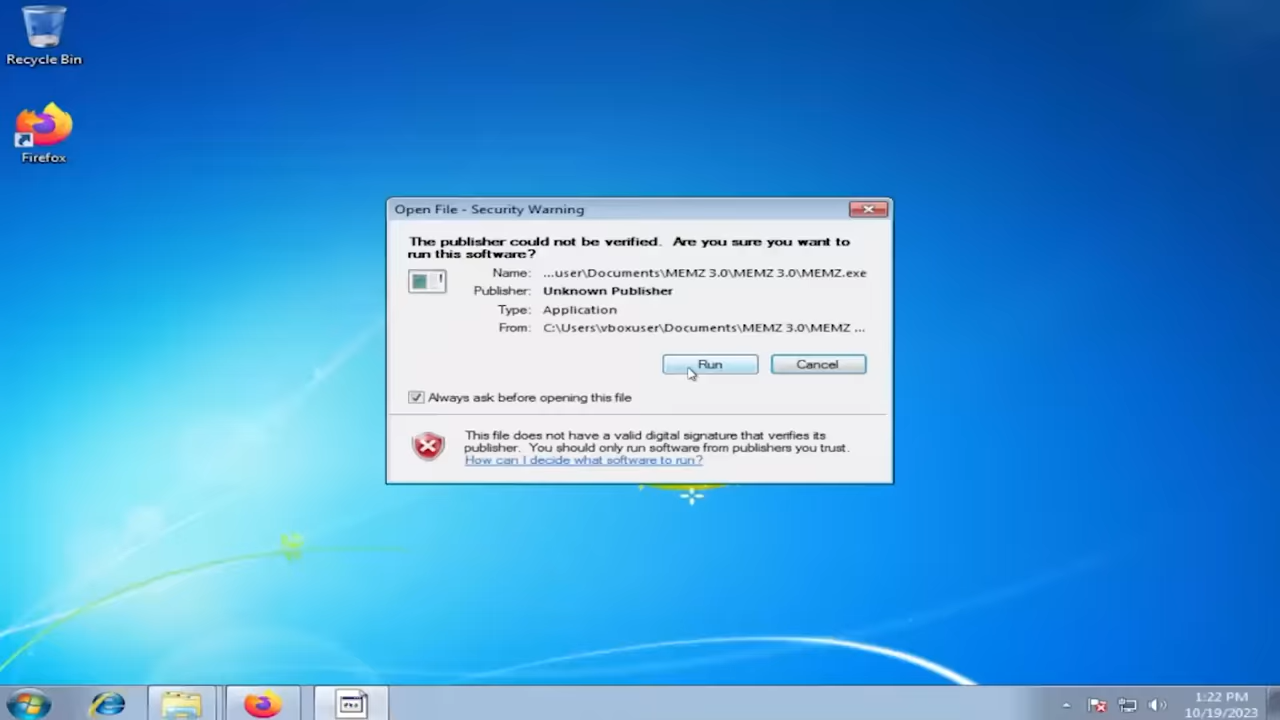 Recycle Bin
Firefox
Open File - Security Warning
The publisher could not be verified. Are you sure you want to
run this software?
Name: ...user\Documents\MEMZ 3.0\MEMZ 3.0\MEMZ.exe
Publisher: Unknown Publisher
Type: Application
From: C:\Users\vboxuser\Documents\MEMZ 3.0\MEMZ ...
Run Cancel
Always ask before opening this file
This file does not have a valid digital signature that verifies its
publisher. You should only run software from publishers you trust.
How can I decide what software to run?
1:22 PM
10/19/2023